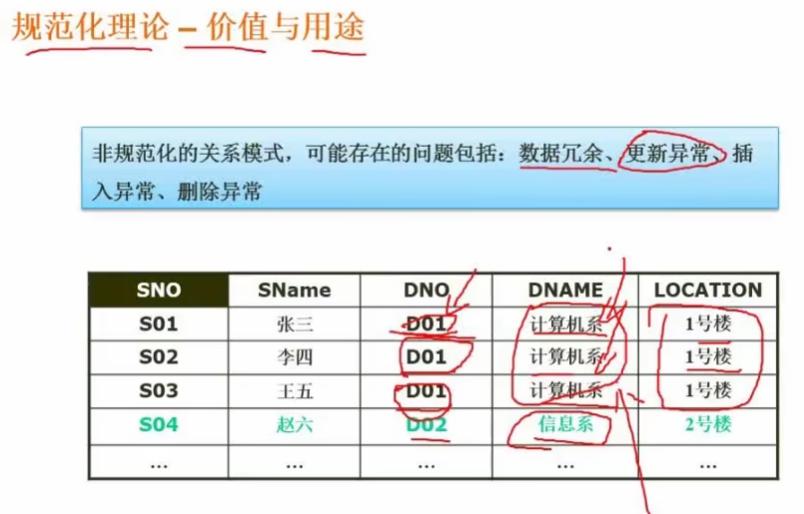 规范化理论 – 价值与用途
非规范化的关系模式，可能存在的问题包括：数据冗余、更新异常、插
入异常、删除异常
SNO SName DNO DNAME LOCATION
S01 张三 D01 计算机系 1号楼
S02 李四 D01 计算机系 1号楼
S03 王五 D01 计算机系 1号楼
S04 赵六 D02 信息系 2号楼
... ... ... ... ...